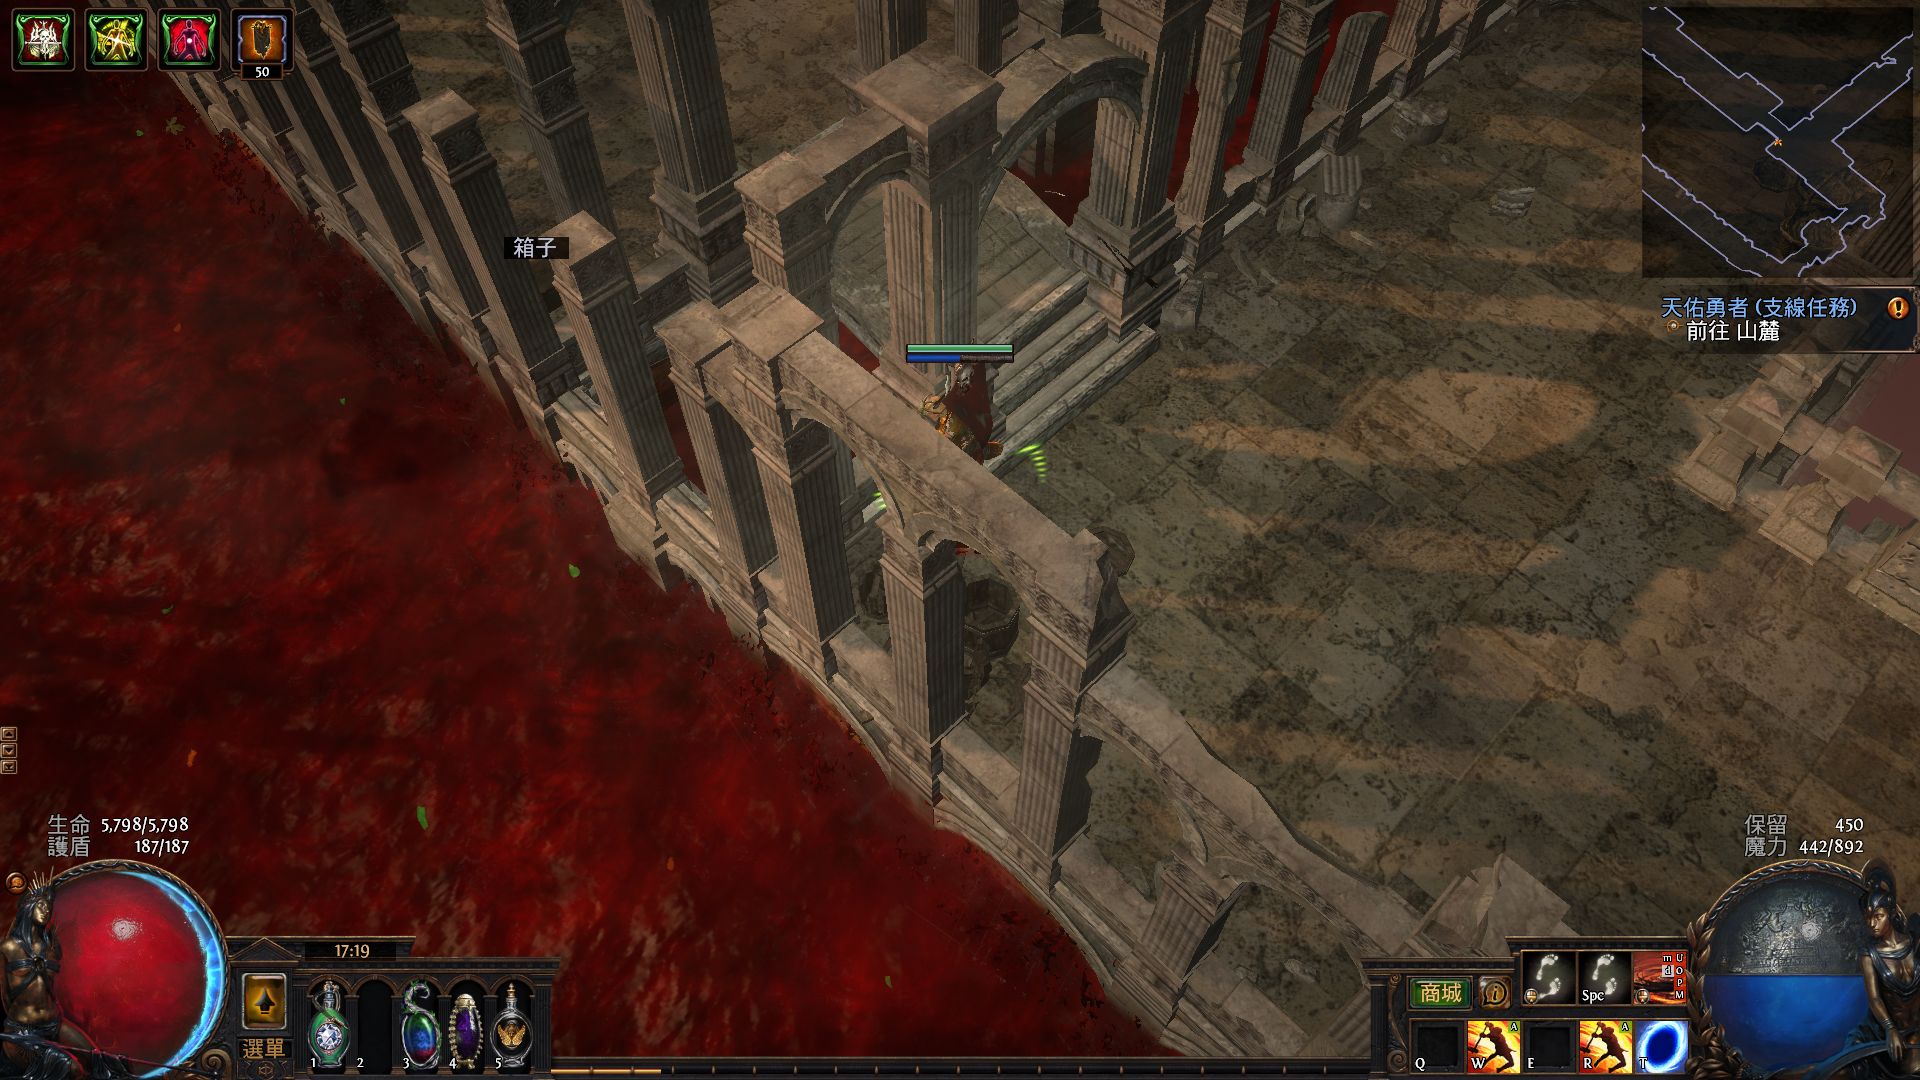 50
箱子
天佑勇者 (支線任務)
前往 山麓
生命 5,798/5,798
護盾 187/187
保留 450
魔力 442/892
17:19
選單
1 2 3 4 5
商城
Spc
m U
d O
P
M
Q W A E R A T